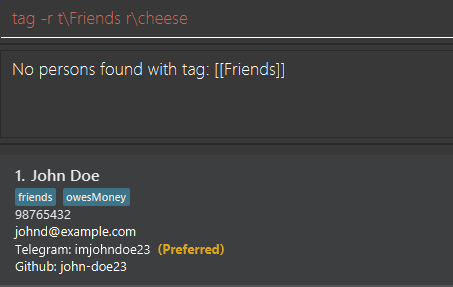 tag -r t\Friends r\cheese
No persons found with tag: [[Friends]]
1. John Doe
friends owesMoney
98765432
johnd@example.com
Telegram: imjohndoe23 (Preferred)
Github: john-doe23